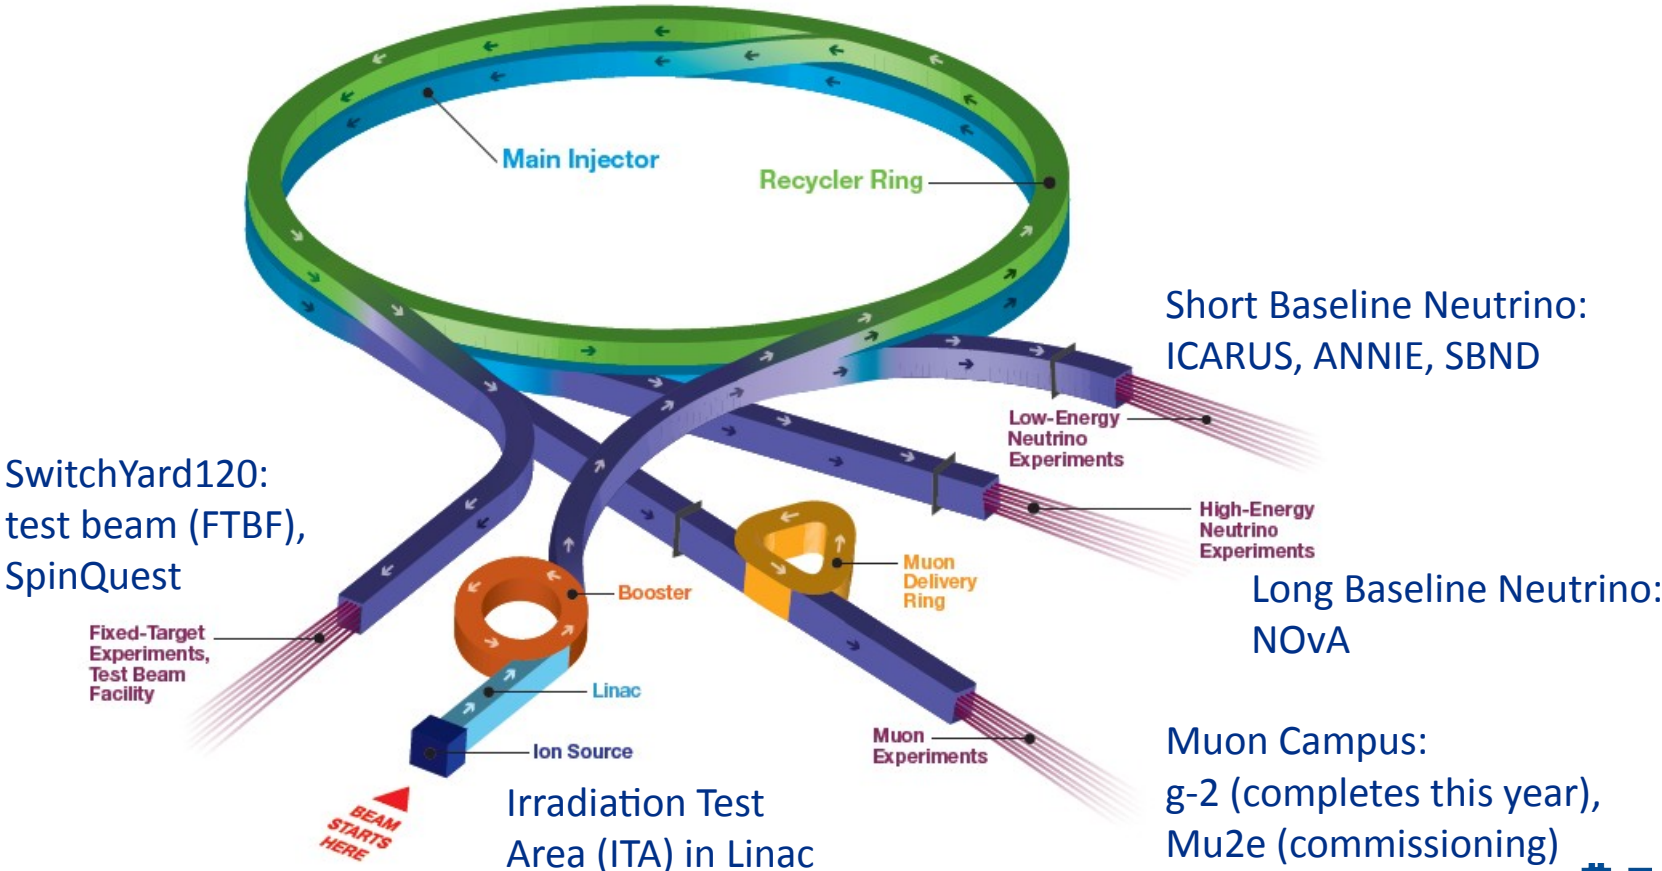 Main Injector
Recycler Ring
Short Baseline Neutrino:
ICARUS, ANNIE, SBND
Low-Energy
Neutrino
Experiments
SwitchYard120:
test beam (FTBF),
SpinQuest
High-Energy
Neutrino
Experiments
Muon
Delivery
Ring
Booster
Long Baseline Neutrino:
NOvA
Fixed-Target
Experiments,
Test Beam
Facility
Linac
Muon
Experiments
Ion Source
Muon Campus:
g-2 (completes this year),
Mu2e (commissioning)
BEAM
STARTS
HERE
Irradiation Test
Area (ITA) in Linac